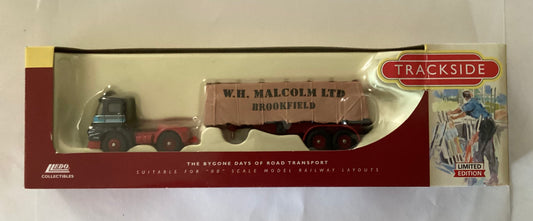 TRACKSIDE
W.H. MALCOLM LTD
BROOKFIELD
LLEDO
COLLECTIBLES
THE BYGONE DAYS OF ROAD TRANSPORT
SUITABLE FOR "00" SCALE MODEL RAILWAY LAYOUTS
LIMITED
EDITION